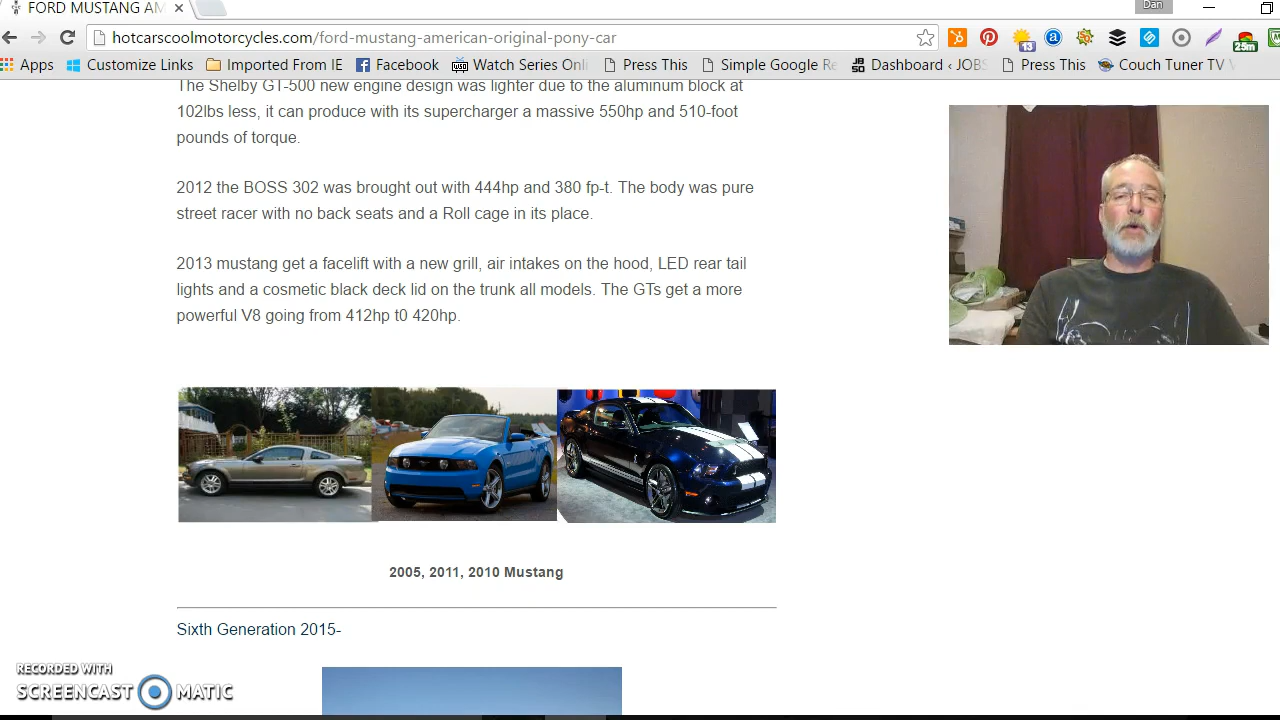 FORD MUSTANG AM
Dan
hotcarscoolmotorcycles.com/ford-mustang-american-original-pony-car
13
25m
Apps Customize Links Imported From IE Facebook Watch Series Onli Press This Simple Google Re Dashboard ‹ JOBS Press This Couch Tuner TV
The Shelby GT-500 new engine design was lighter due to the aluminum block at
102lbs less, it can produce with its supercharger a massive 550hp and 510-foot
pounds of torque.
2012 the BOSS 302 was brought out with 444hp and 380 fp-t. The body was pure
street racer with no back seats and a Roll cage in its place.
2013 mustang get a facelift with a new grill, air intakes on the hood, LED rear tail
lights and a cosmetic black deck lid on the trunk all models. The GTs get a more
powerful V8 going from 412hp t0 420hp.
2005, 2011, 2010 Mustang
Sixth Generation 2015-
RECORDED WITH
SCREENCAST MATIC